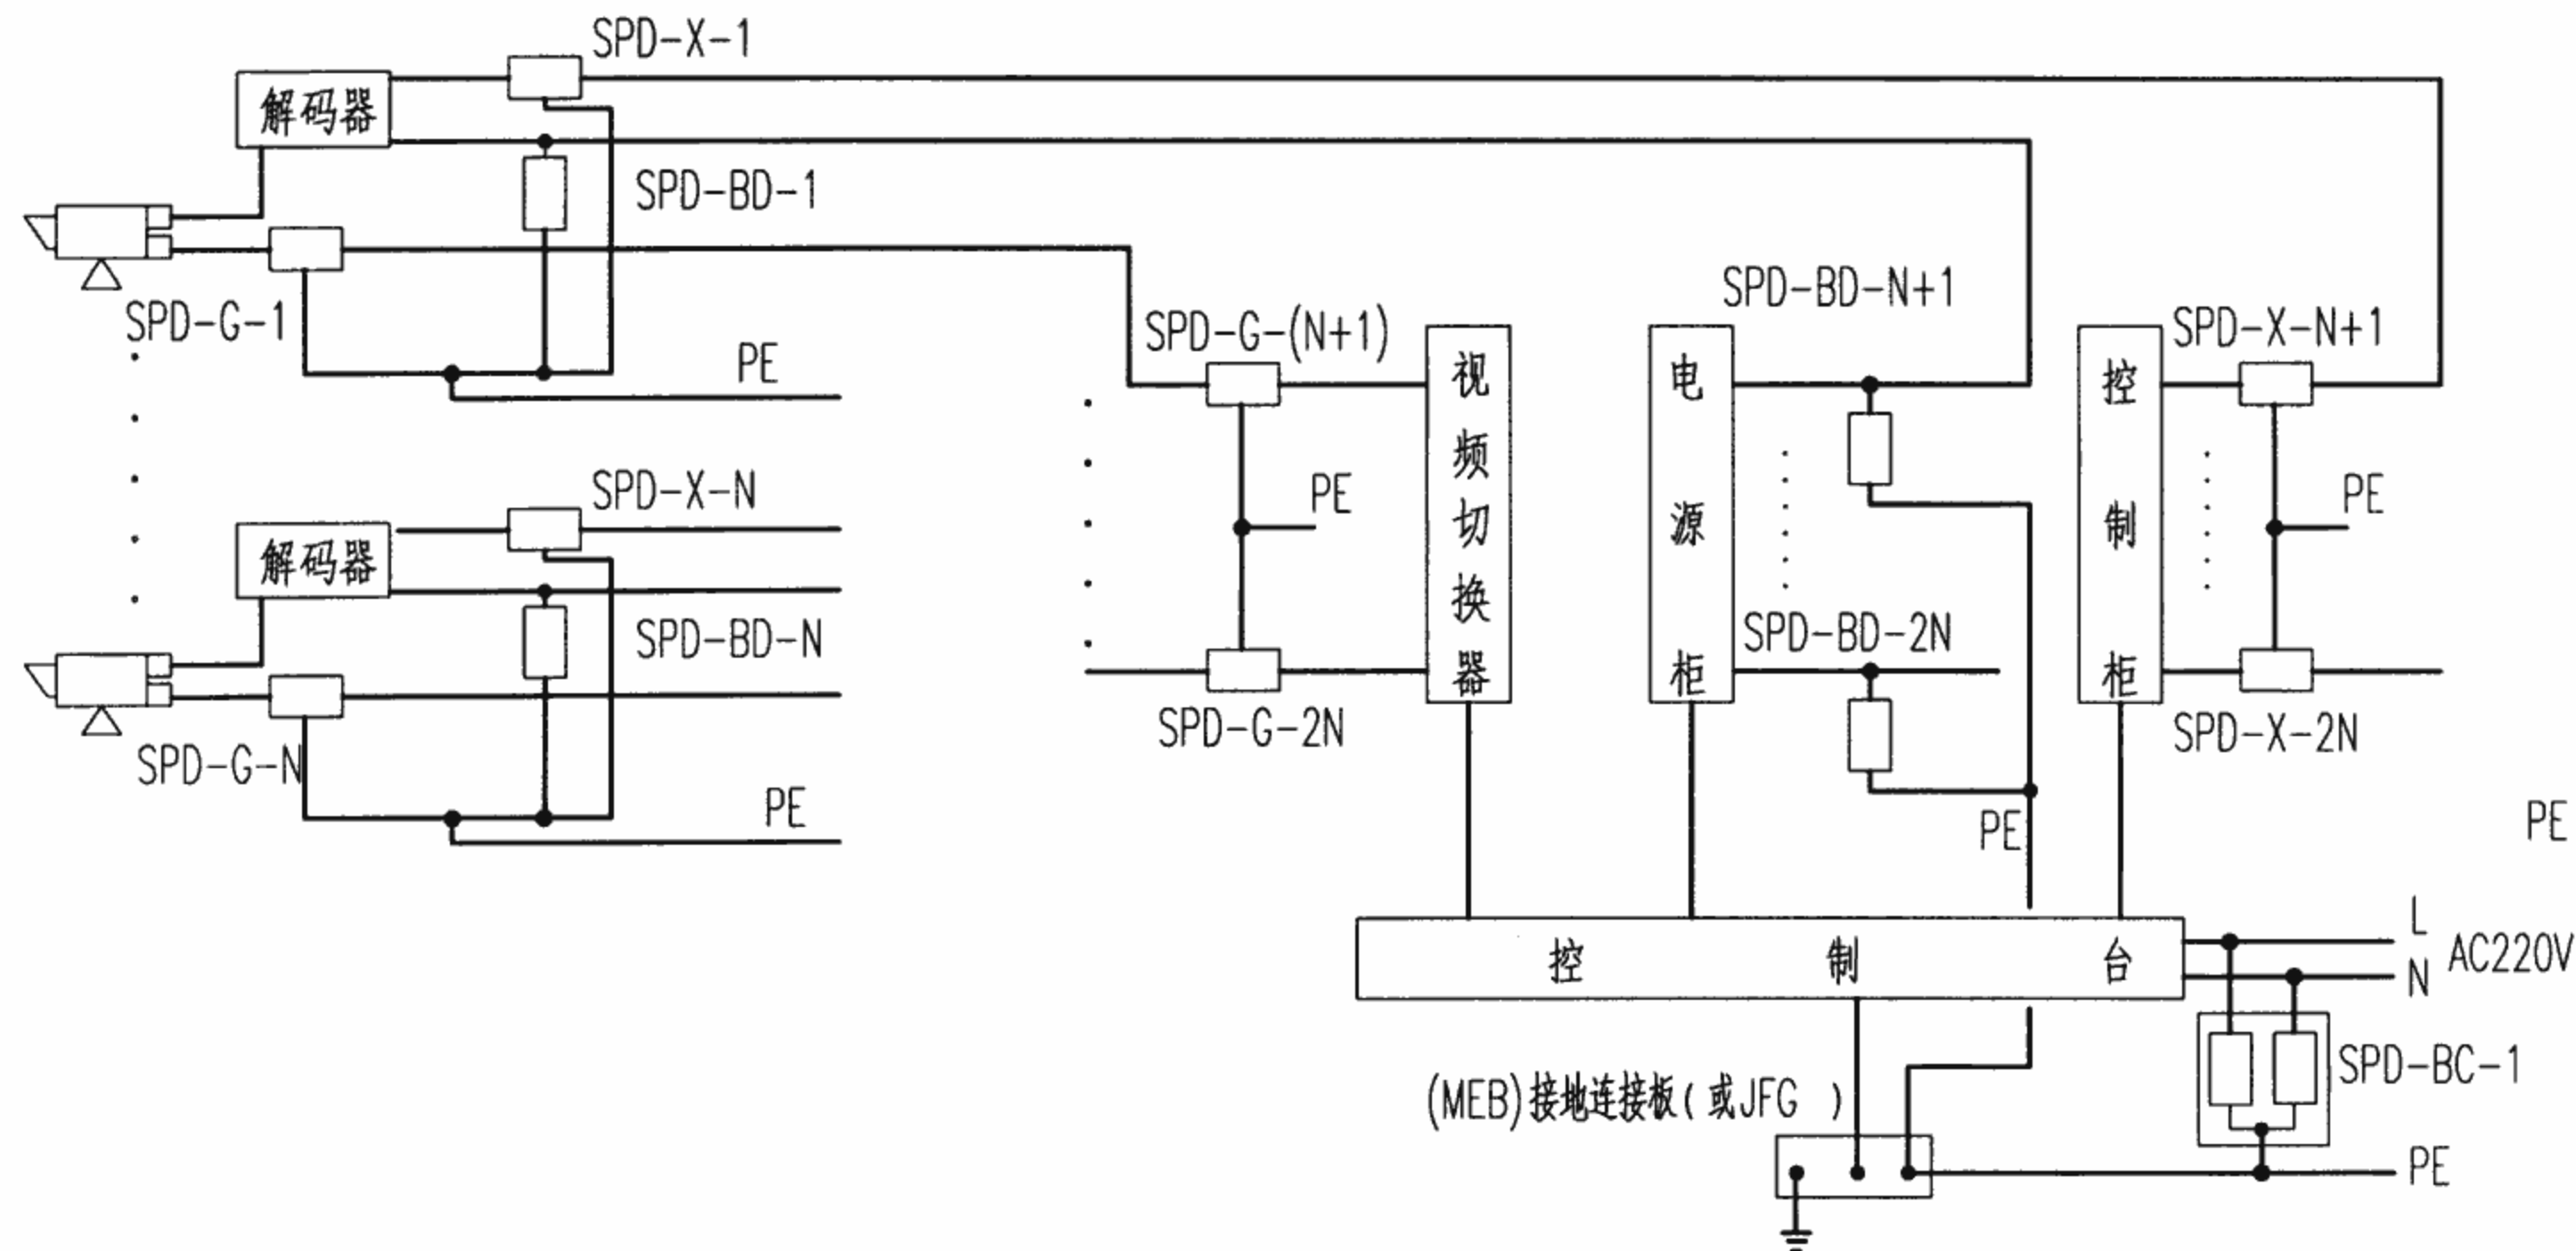 SPD-X-1
解码器
SPD-BD-1
SPD-G-1
PE
SPD-X-N
解码器
SPD-BD-N
SPD-G-N
PE
SPD-G-(N+1)
PE
SPD-G-2N
视频切换器
SPD-BD-N+1
电源柜
SPD-BD-2N
PE
控制柜
SPD-X-N+1
PE
SPD-X-2N
PE
控制台
L
N
AC220V
SPD-BC-1
(MEB)接地连接板(或JFG )
PE